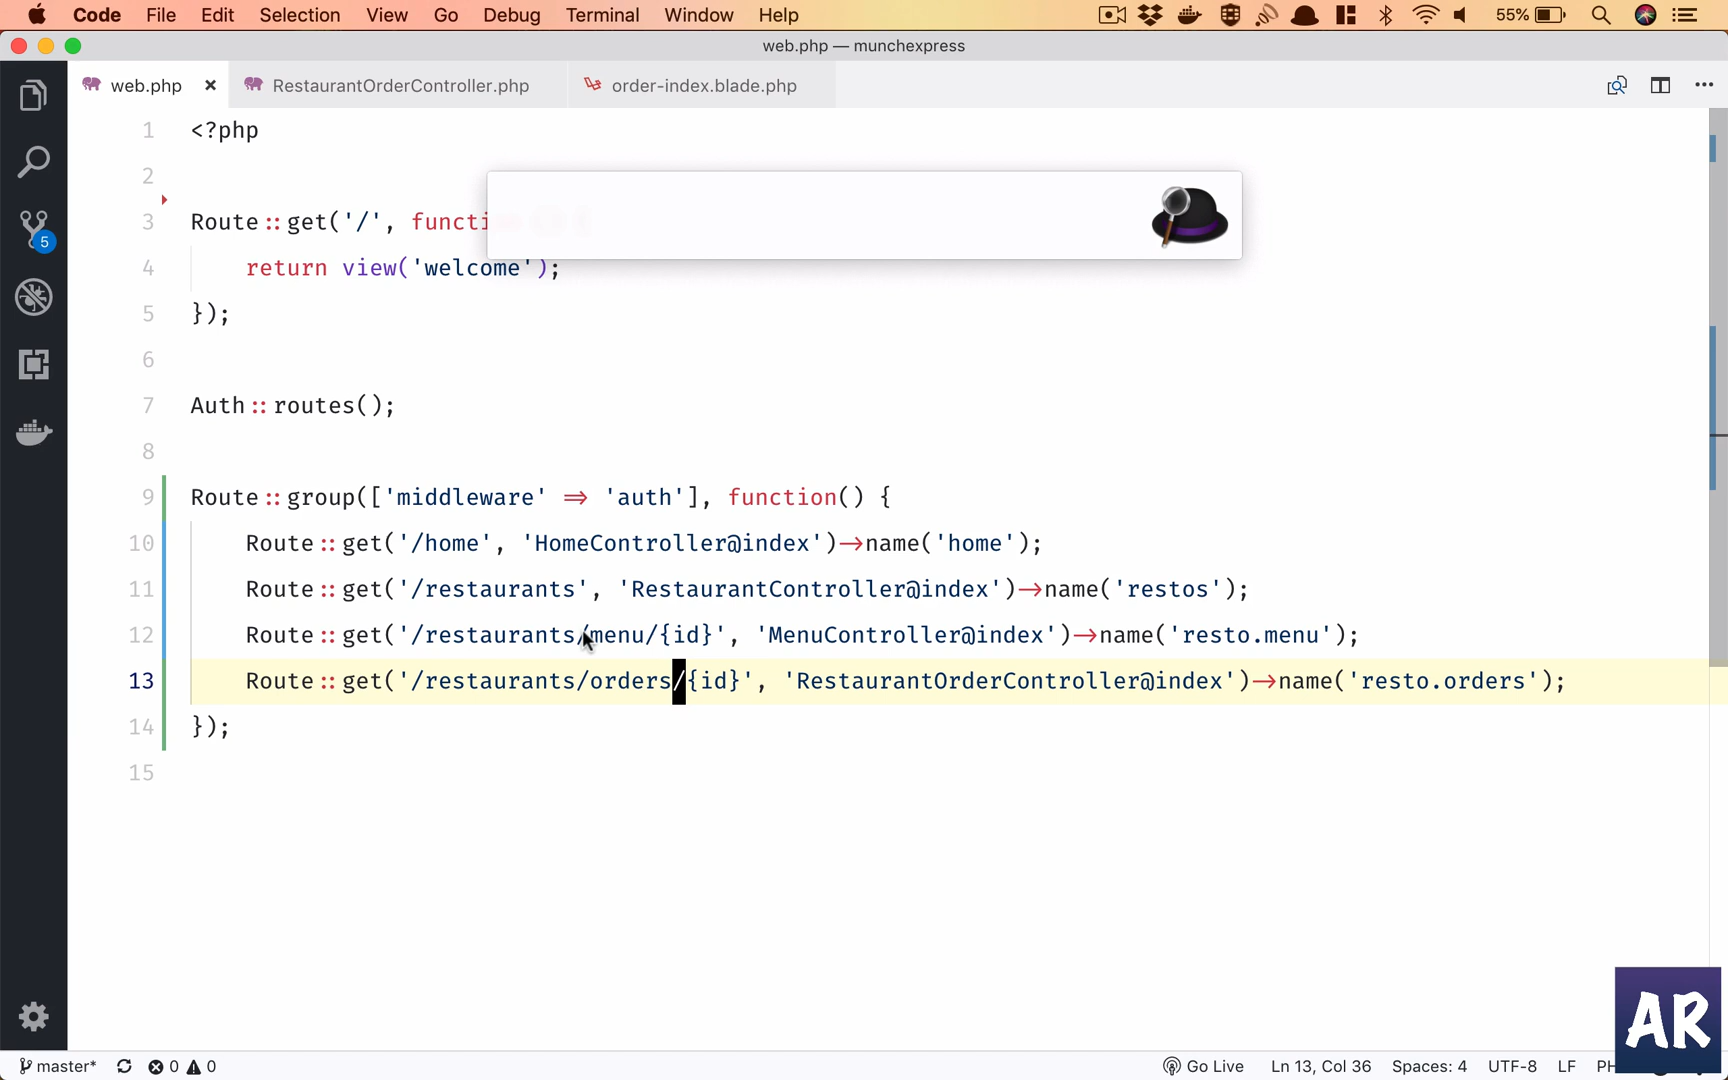 Code File Edit Selection View Go Debug Terminal Window Help 55%
web.php — munchexpress
web.php RestaurantOrderController.php order-index.blade.php
1 <?php
2
3 Route::get('/', functi
4 return view('welcome');
5 });
6
7 Auth::routes();
8
9 Route::group(['middleware' => 'auth'], function() {
10 Route::get('/home', 'HomeController@index')->name('home');
11 Route::get('/restaurants', 'RestaurantController@index')->name('restos');
12 Route::get('/restaurants/menu/{id}', 'MenuController@index')->name('resto.menu');
13 Route::get('/restaurants/orders/{id}', 'RestaurantOrderController@index')->name('resto.orders');
14 });
15
5
master* 0 0 Go Live Ln 13, Col 36 Spaces: 4 UTF-8 LF
AR